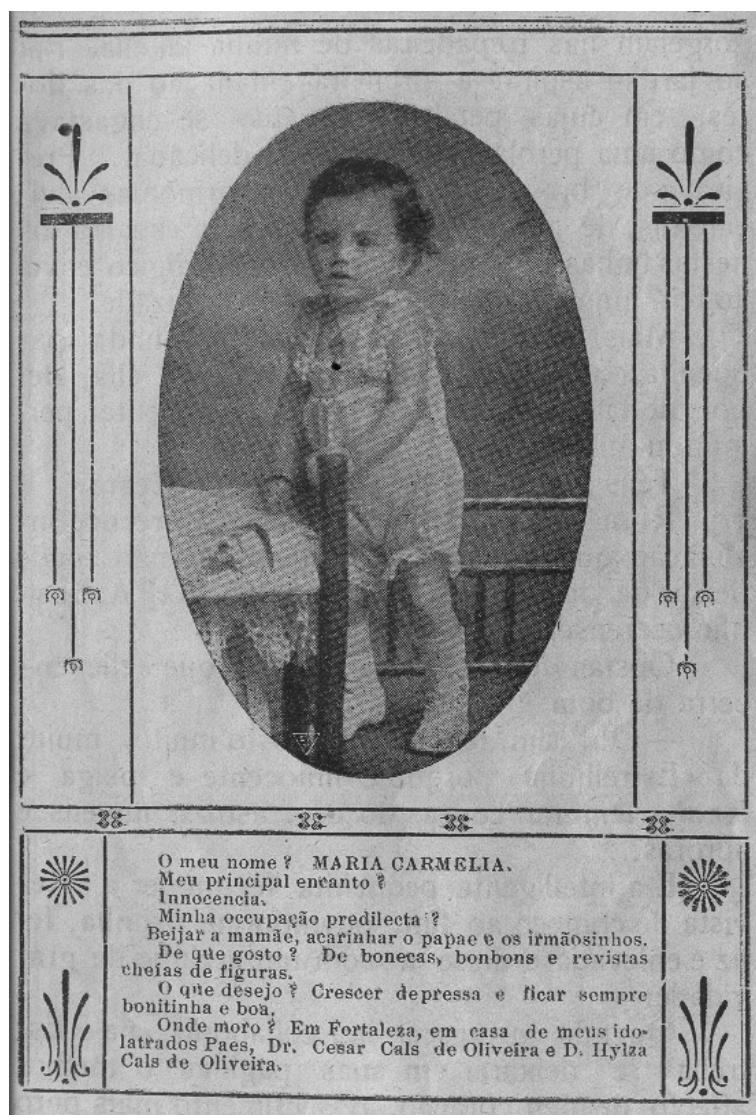 O meu nome? MARIA CARMELIA.
Meu principal encanto?
Innocencia.
Minha occupação predilecta?
Beijar a mamãe, acarinhar o papae e os irmãosinhos.
De que gosto? De bonecas, bonbons e revistas
cheias de figuras.
O que desejo? Crescer depressa e ficar sempre
bonitinha e boa.
Onde moro? Em Fortaleza, em casa de meus ido-
latrados Paes, Dr. Cesar Cals de Oliveira e D. Hylza
Cals de Oliveira.